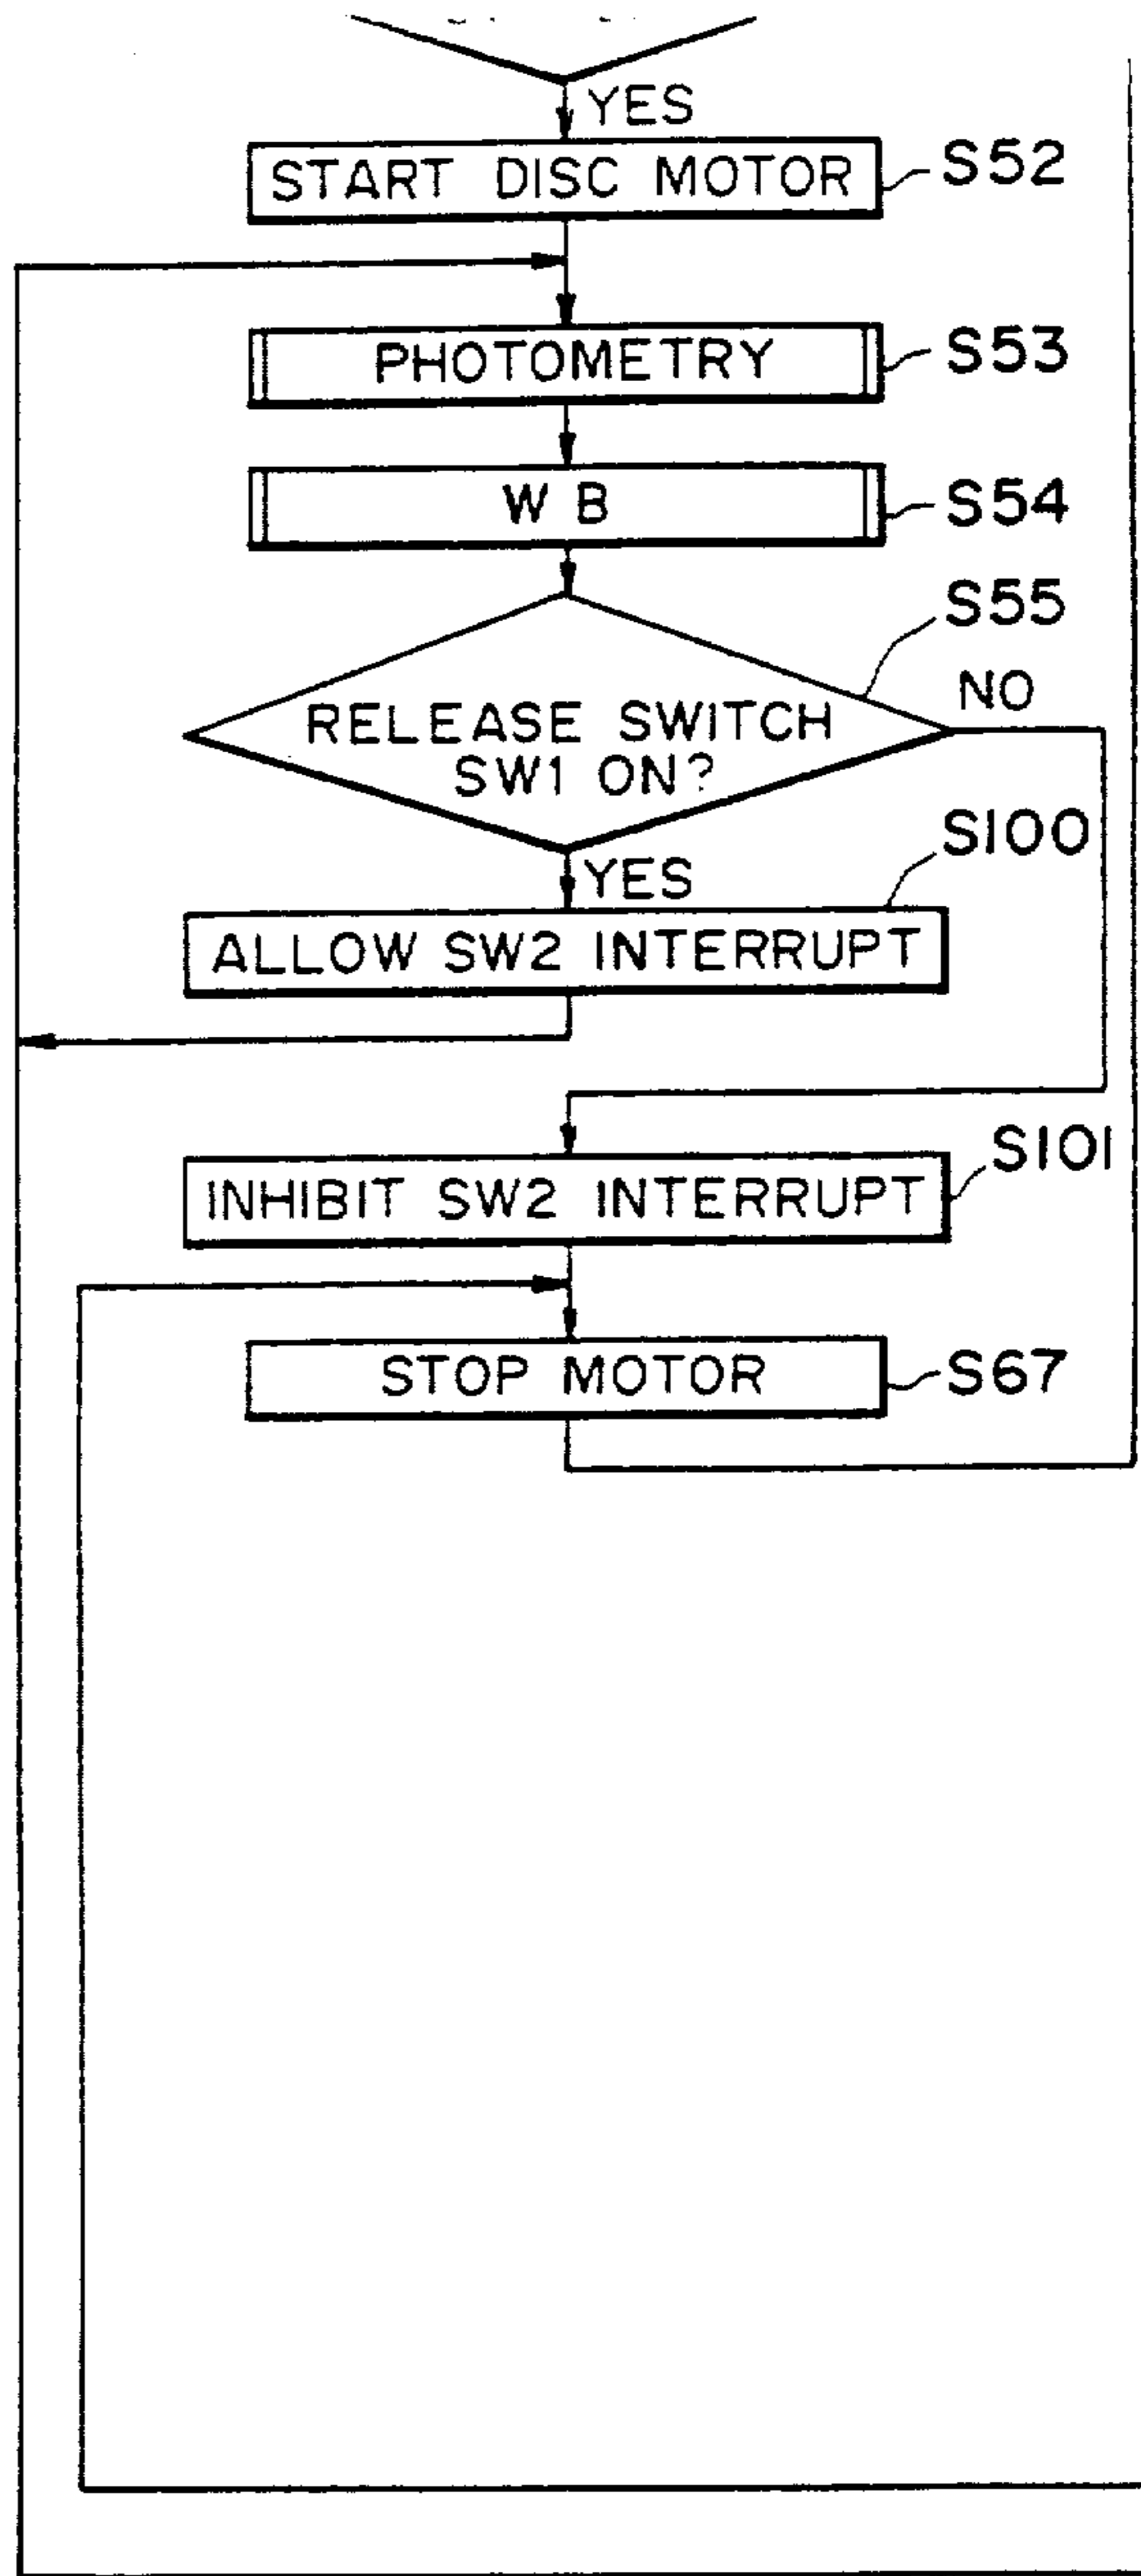 YES
START DISC MOTOR
S52
PHOTOMETRY
S53
W B
S54
S55
RELEASE SWITCH
SW1 ON?
NO
YES
S100
ALLOW SW2 INTERRUPT
S101
INHIBIT SW2 INTERRUPT
STOP MOTOR
S67